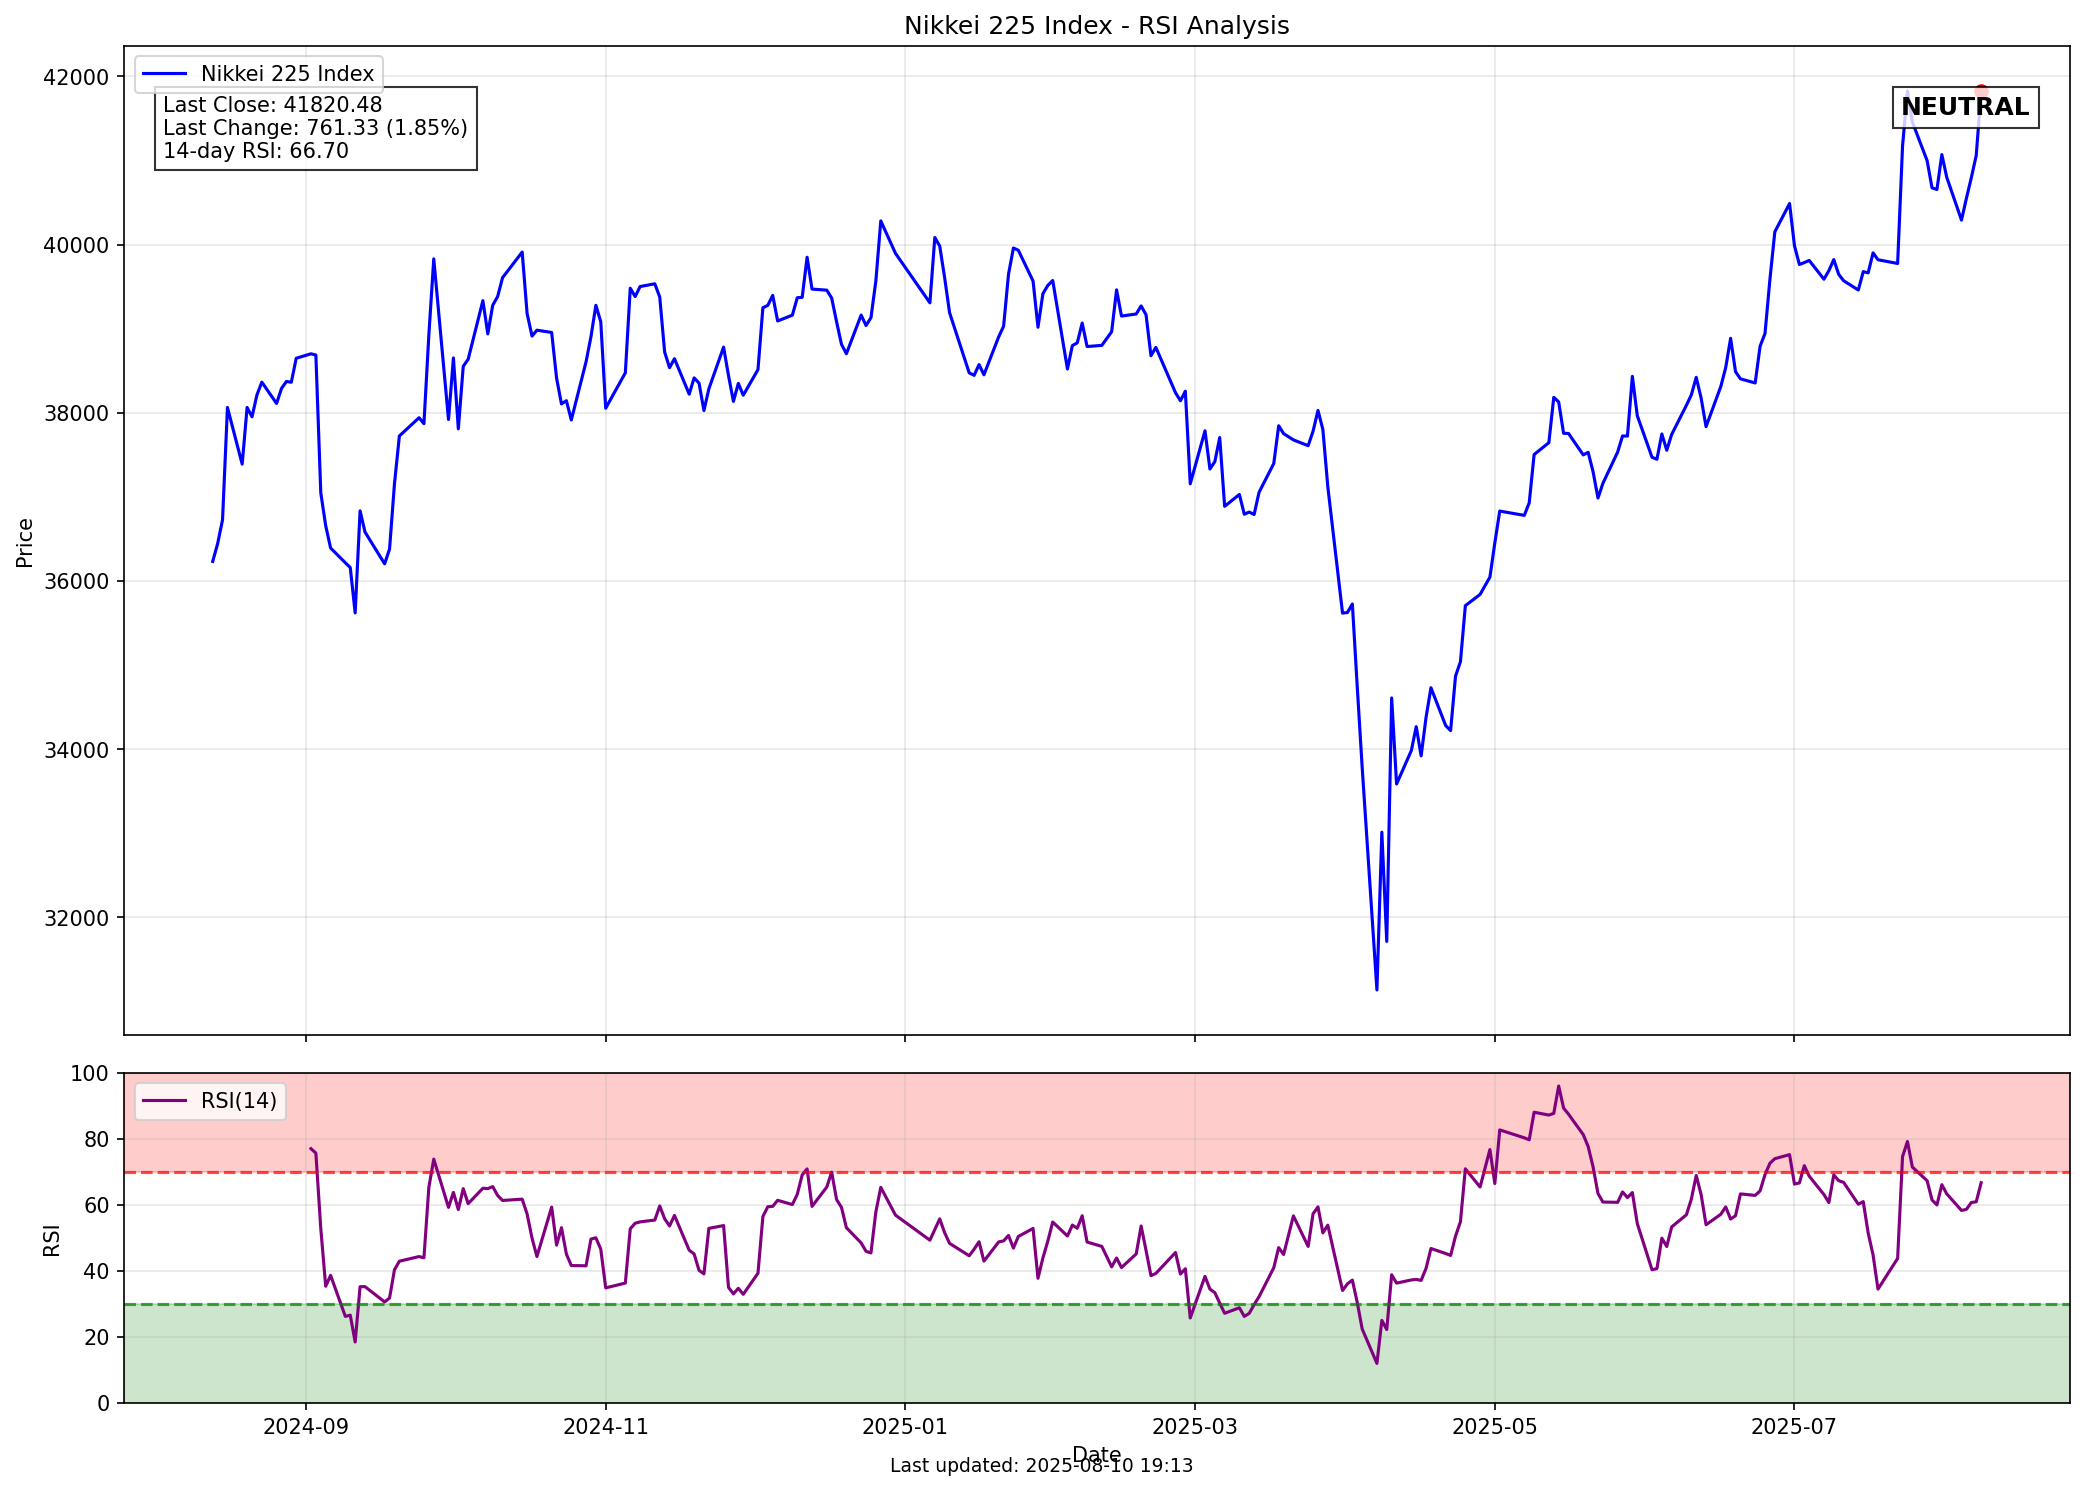 Nikkei 225 Index - RSI Analysis
Nikkei 225 Index
Last Close: 41820.48
Last Change: 761.33 (1.85%)
14-day RSI: 66.70
NEUTRAL
Price
42000
40000
38000
36000
34000
32000
RSI(14)
RSI
100
80
60
40
20
0
2024-09
2024-11
2025-01
2025-03
2025-05
2025-07
Date
Last updated: 2025-08-10 19:13